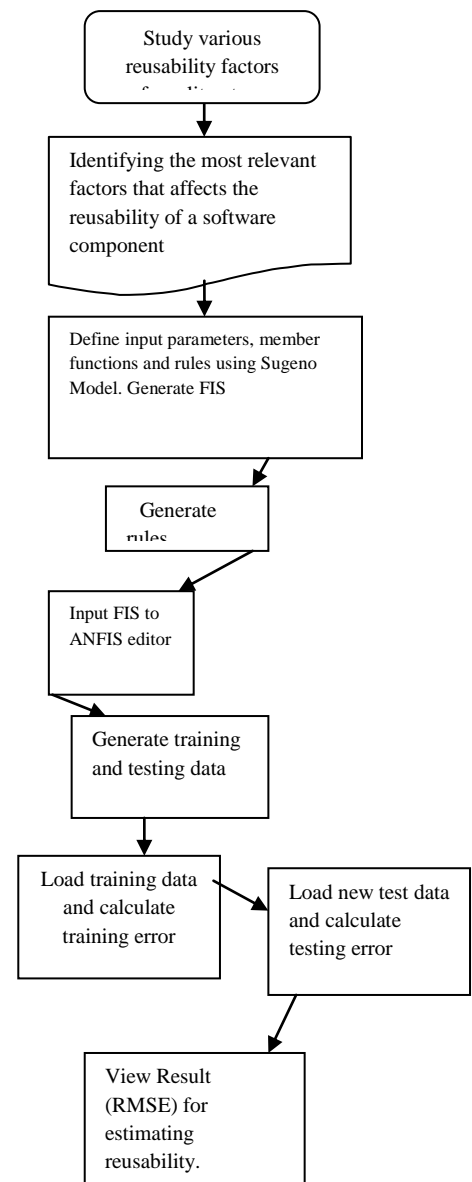 Study various
reusability factors
Identifying the most relevant
factors that affects the
reusability of a software
component
Define input parameters, member
functions and rules using Sugeno
Model. Generate FIS
Generate
rules
Input FIS to
ANFIS editor
Generate training
and testing data
Load training data
and calculate
training error
Load new test data
and calculate
testing error
View Result
(RMSE) for
estimating
reusability.